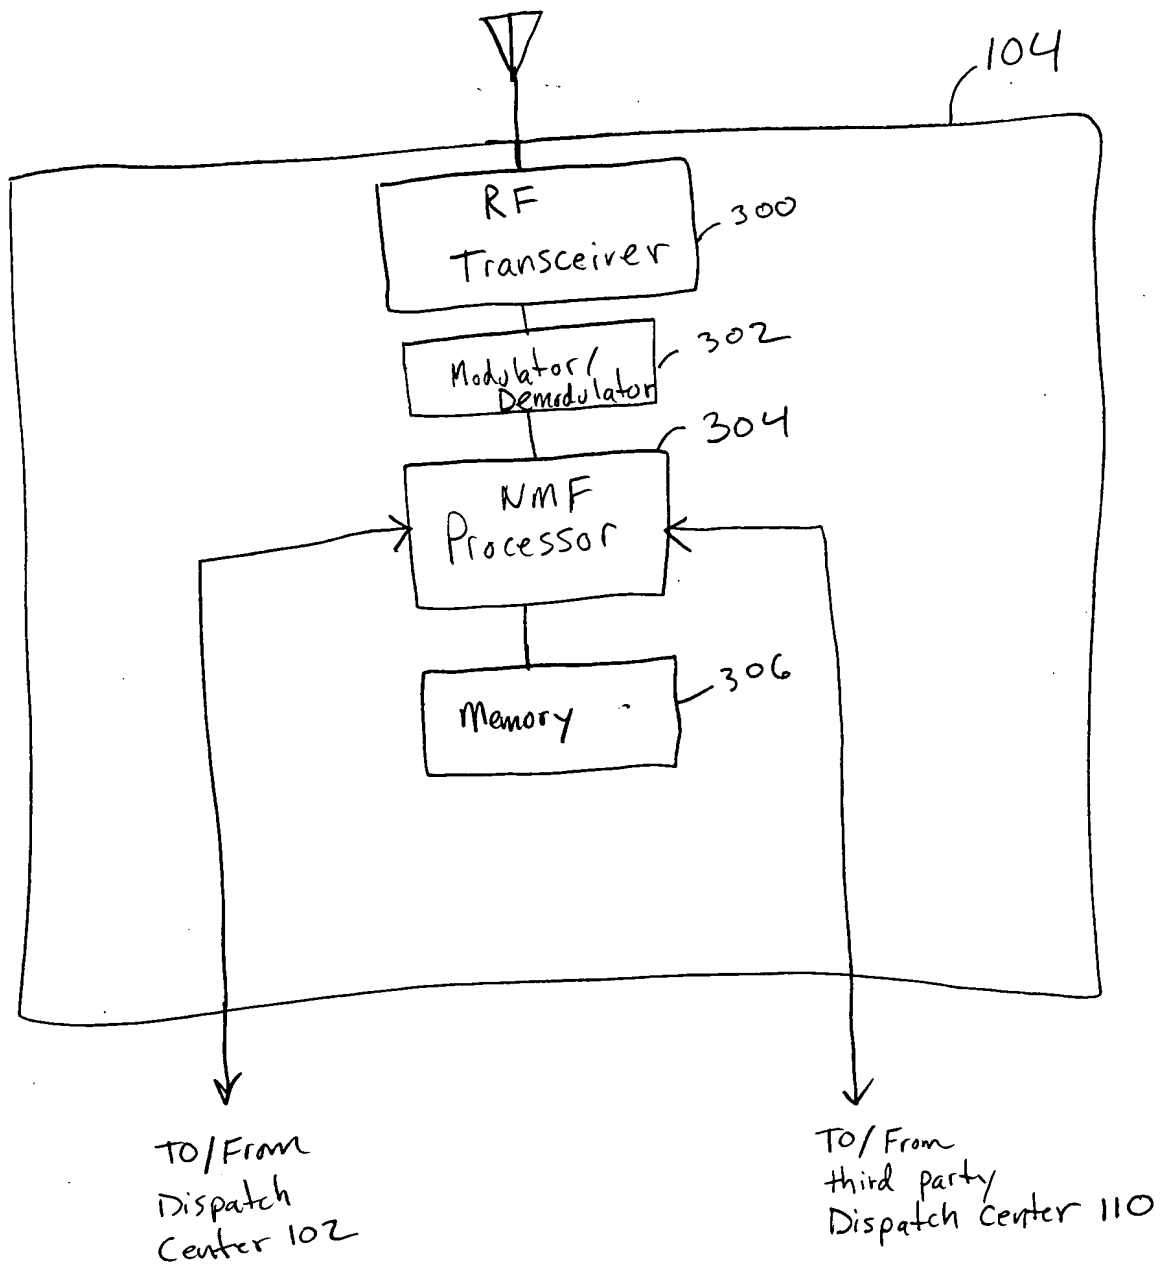 104
RF
Transceiver
300
Modulator/
Demodulator
302
304
NMF
Processor
Memory
306
TO/From
Dispatch
Center 102
TO/From
third party
Dispatch Center 110